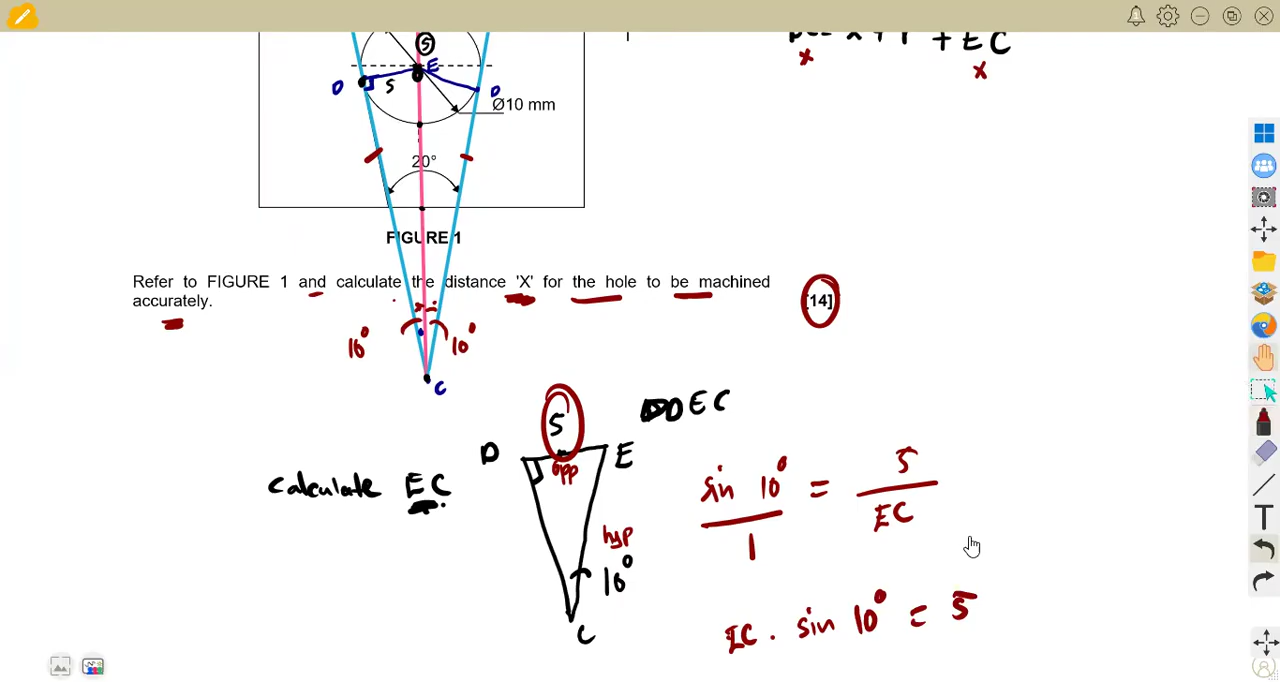 + EC
x
x
5
E
D
5
D
Ø10 mm
20°
FIGURE 1
Refer to FIGURE 1 and calculate the distance 'X' for the hole to be machined
accurately.
[14]
10°
10°
C
5
DEC
D
E
opp
calculate EC.
sin 10° = 5
1
EC
hyp
10°
C
EC . sin 10° = 5